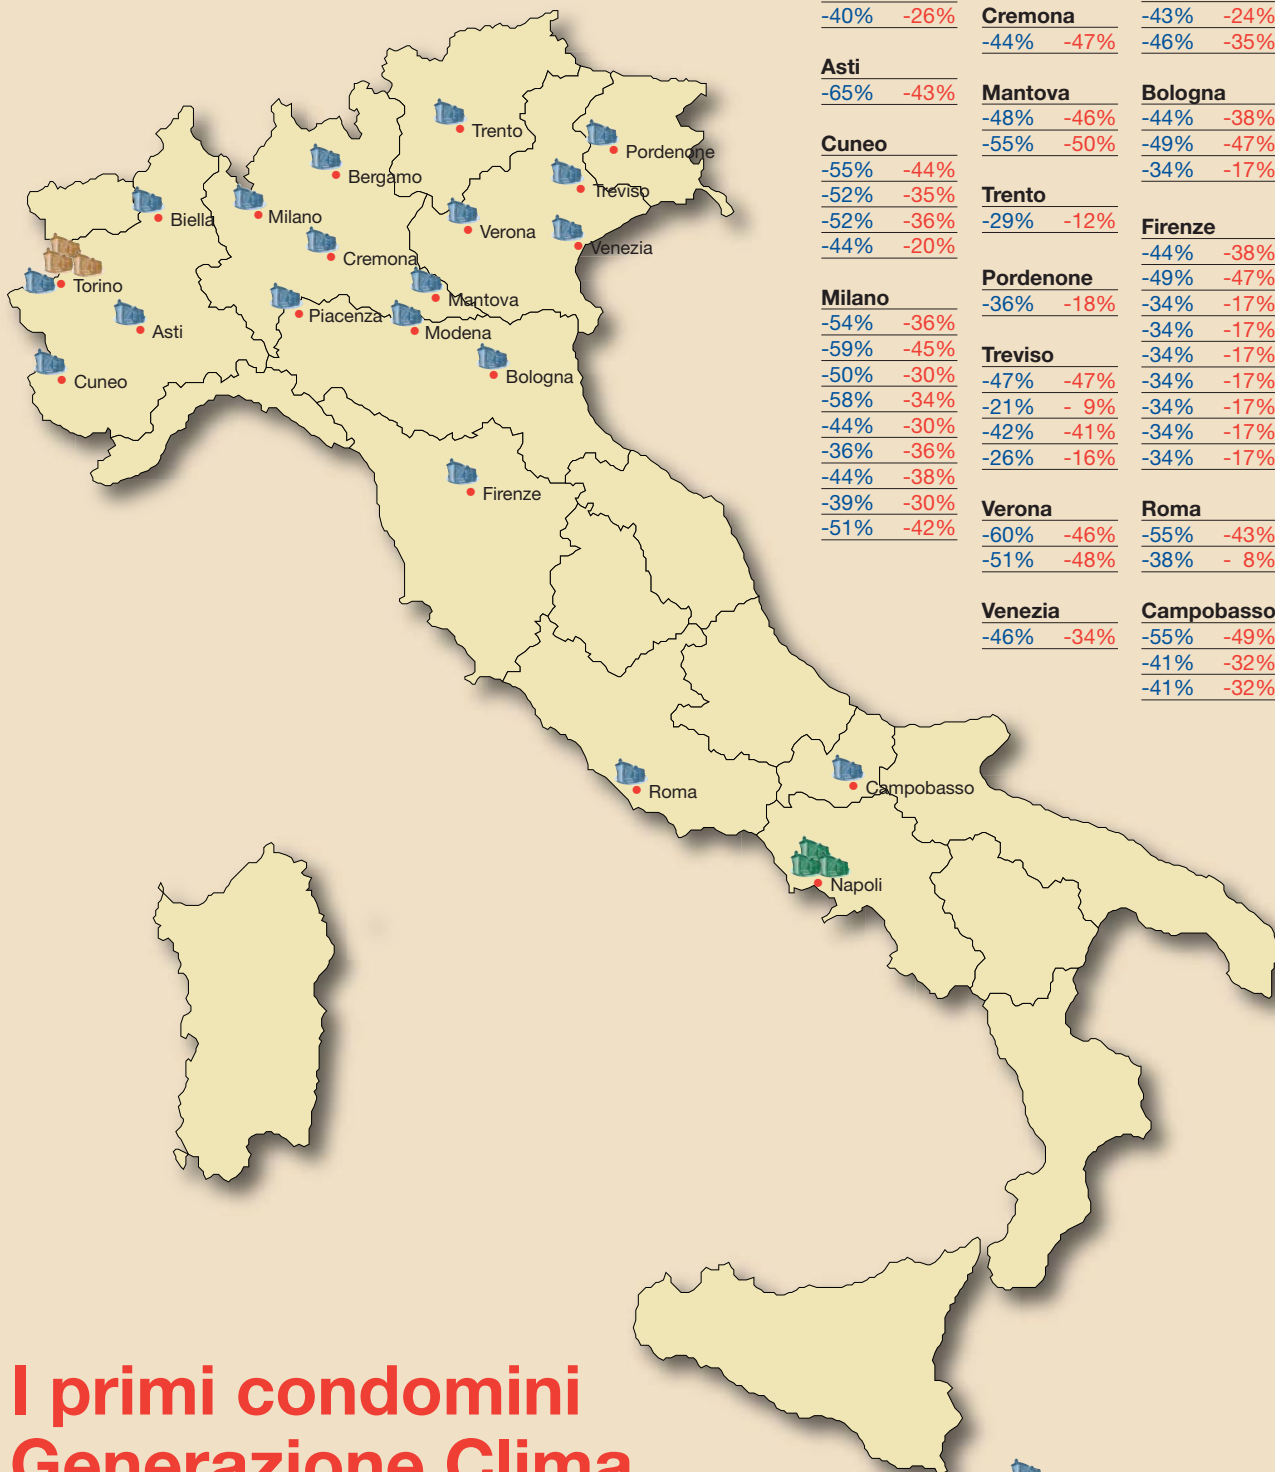 -40% -26%
Asti
-65% -43%
Cuneo
-55% -44%
-52% -35%
-52% -36%
-44% -20%
Milano
-54% -36%
-59% -45%
-50% -30%
-58% -34%
-44% -30%
-36% -36%
-44% -38%
-39% -30%
-51% -42%
Cremona
-44% -47%
Mantova
-48% -46%
-55% -50%
Trento
-29% -12%
Pordenone
-36% -18%
Treviso
-47% -47%
-21% - 9%
-42% -41%
-26% -16%
Verona
-60% -46%
-51% -48%
Venezia
-46% -34%
-43% -24%
-46% -35%
Bologna
-44% -38%
-49% -47%
-34% -17%
Firenze
-44% -38%
-49% -47%
-34% -17%
-34% -17%
-34% -17%
-34% -17%
-34% -17%
-34% -17%
-34% -17%
Roma
-55% -43%
-38% - 8%
Campobasso
-55% -49%
-41% -32%
-41% -32%
Trento
Pordenone
Bergamo
Treviso
Biella
Milano
Verona
Venezia
Cremona
Torino
Mantova
Piacenza
Asti
Modena
Cuneo
Bologna
Firenze
Roma
Campobasso
Napoli
I primi condomini
Generazione Clima